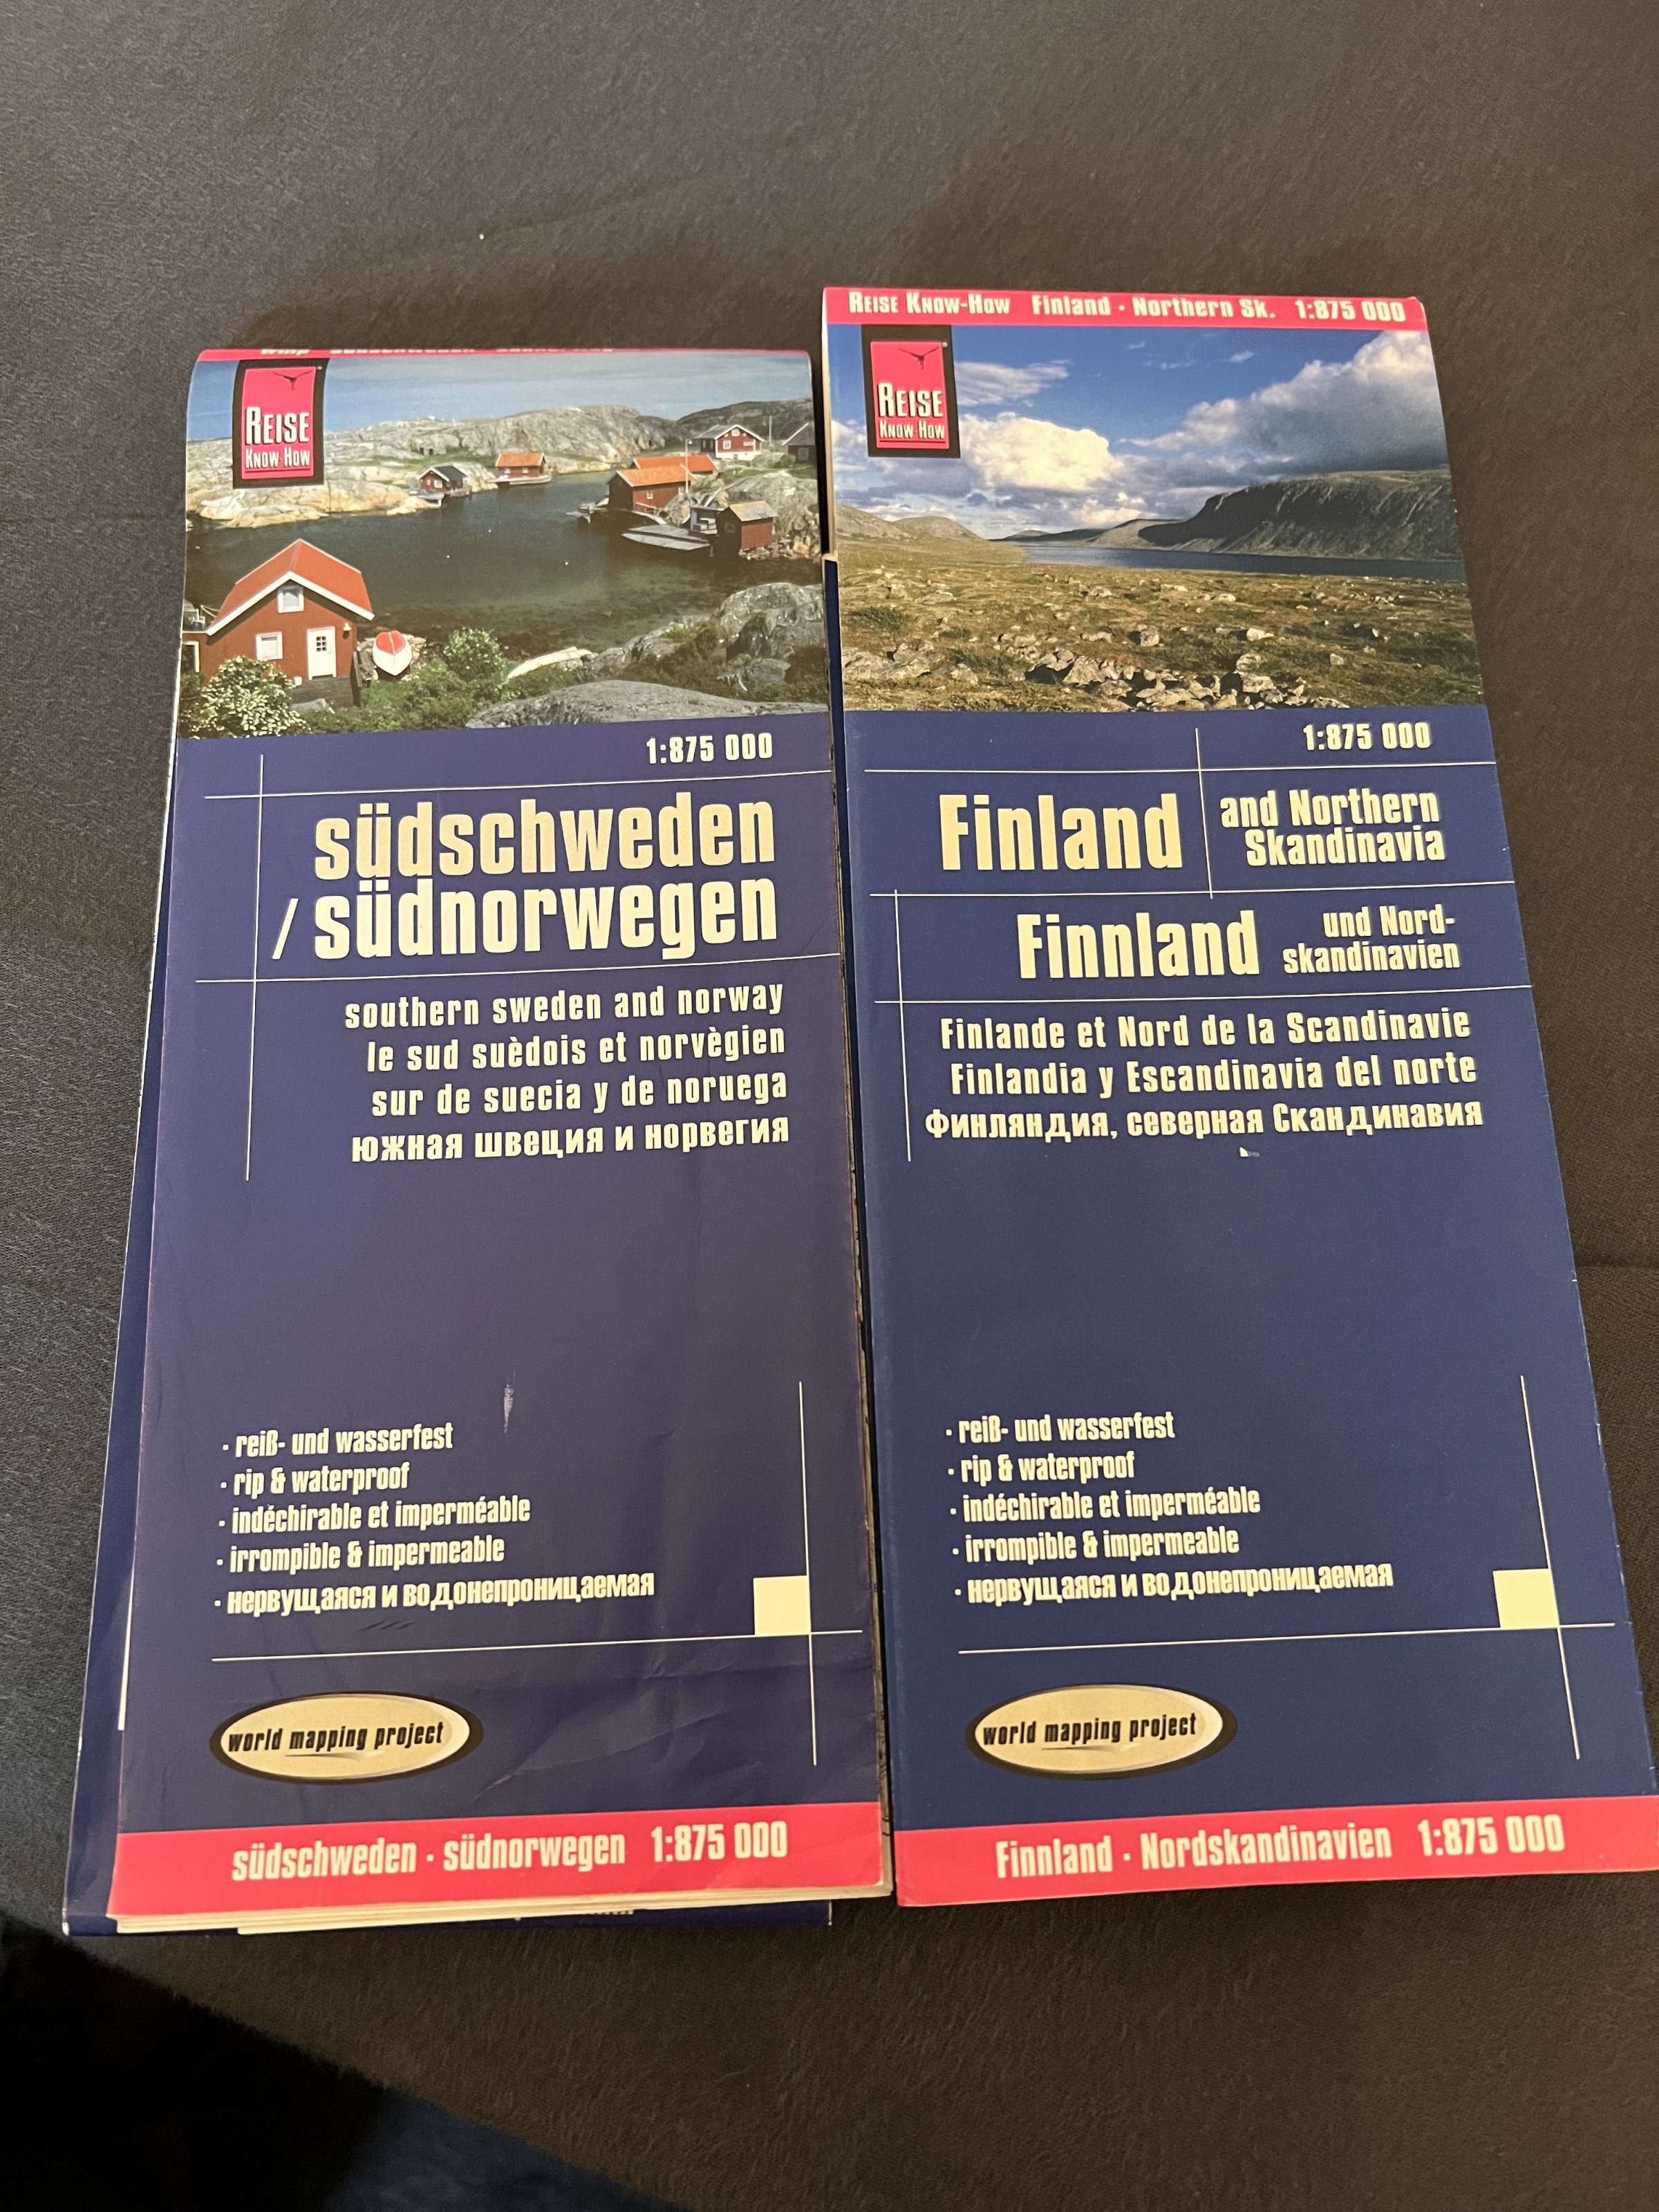 REISE
KNOW-HOW
1:875 000
südschweden
/ südnorwegen
southern sweden and norway
le sud suèdois et norvègien
sur de suecia y de noruega
южная швеция и норвегия
· reiß- und wasserfest
· rip & waterproof
· indéchirable et imperméable
· irrompible & impermeable
· нервущаяся и водонепроницаемая
world mapping project
südschweden · südnorwegen 1:875 000
REISE KNOW-HOW Finland · Northern Sk. 1:875 000
REISE
KNOW-HOW
1:875 000
Finland and Northern
Skandinavia
Finnland und Nord-
skandinavien
Finlande et Nord de la Scandinavie
Finlandia y Escandinavia del norte
Финляндия, северная Скандинавия
· reiß- und wasserfest
· rip & waterproof
· indéchirable et imperméable
· irrompible & impermeable
· нервущаяся и водонепроницаемая
world mapping project
Finnland · Nordskandinavien 1:875 000